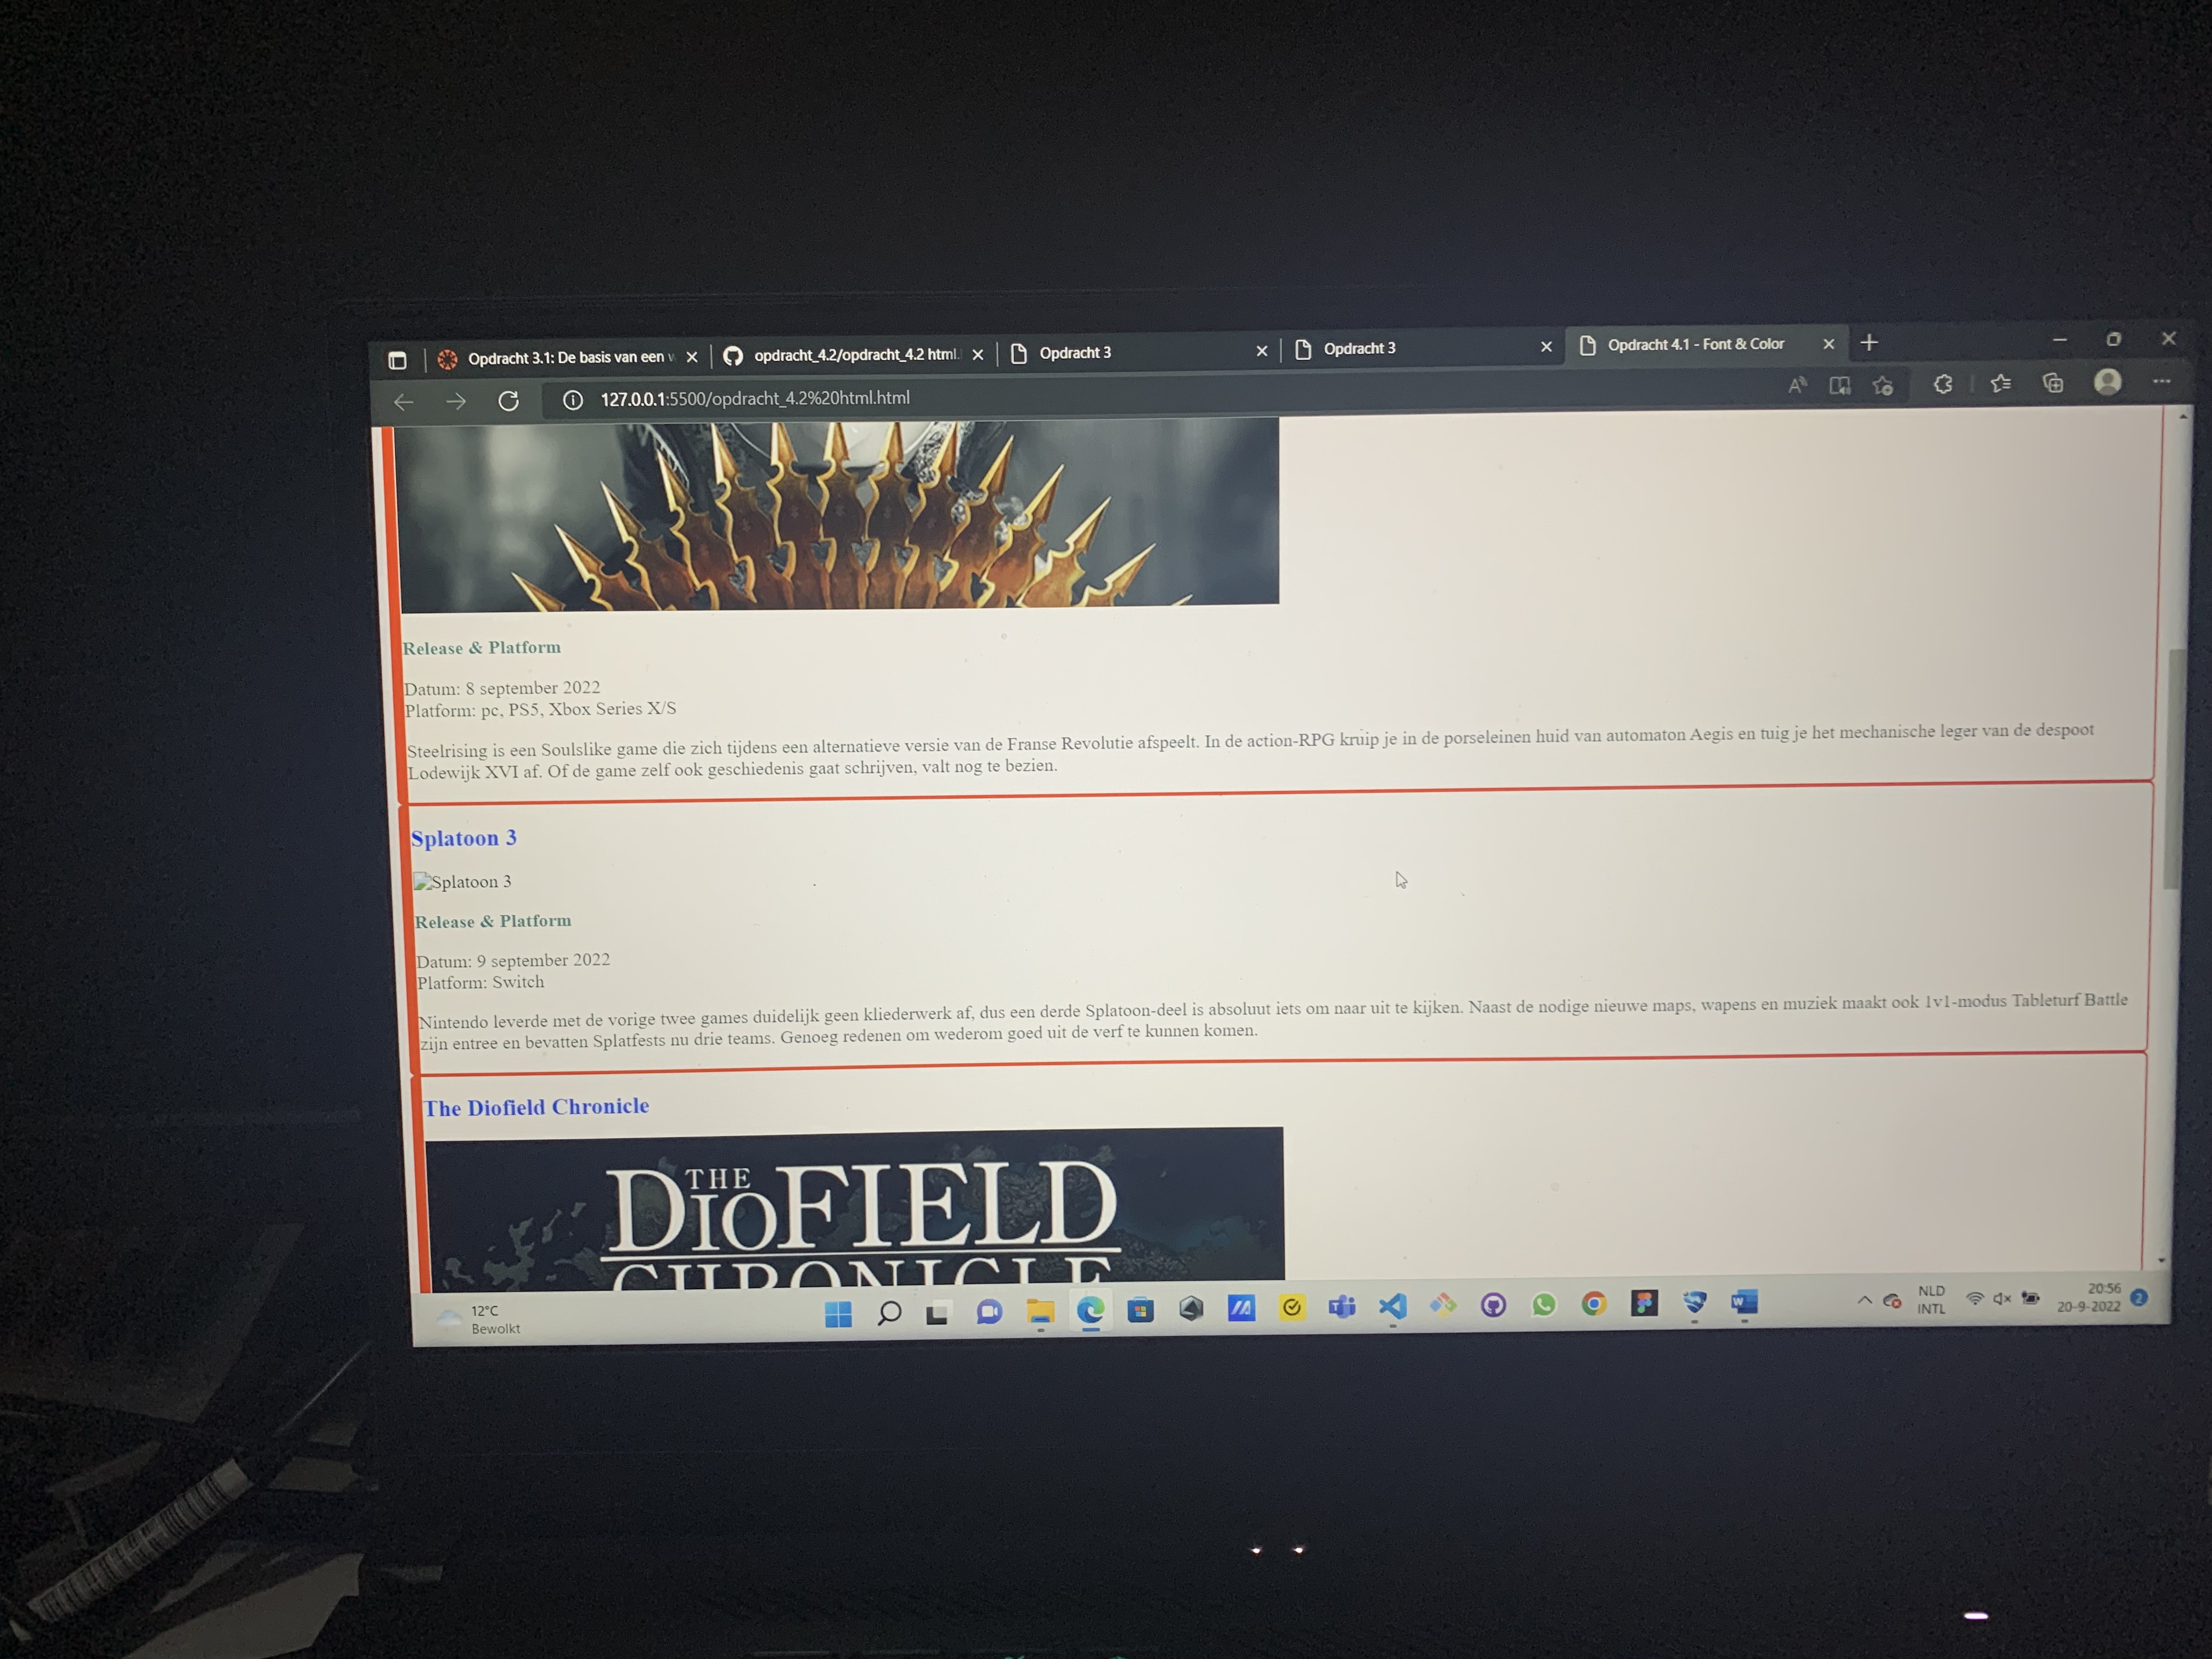 Opdracht 3.1: De basis van een
opdracht_4.2/opdracht_4.2 html.
Opdracht 3
Opdracht 3
Opdracht 4.1 - Font & Color
127.0.0.1:5500/opdracht_4.2%20html.html
Release & Platform
Datum: 8 september 2022
Platform: pc, PS5, Xbox Series X/S
Steelrising is een Soulslike game die zich tijdens een alternatieve versie van de Franse Revolutie afspeelt. In de action-RPG kruip je in de porseleinen huid van automaton Aegis en tuig je het mechanische leger van de despoot
Lodewijk XVI af. Of de game zelf ook geschiedenis gaat schrijven, valt nog te bezien.
Splatoon 3
Splatoon 3
Release & Platform
Datum: 9 september 2022
Platform: Switch
Nintendo leverde met de vorige twee games duidelijk geen kliederwerk af, dus een derde Splatoon-deel is absoluut iets om naar uit te kijken. Naast de nodige nieuwe maps, wapens en muziek maakt ook 1v1-modus Tableturf Battle
zijn entree en bevatten Splatfests nu drie teams. Genoeg redenen om wederom goed uit de verf te kunnen komen.
The Diofield Chronicle
THE
DIOFIELD
CHRONICLE
12°C
Bewolkt
NLD
INTL
20:56
20-9-2022
2